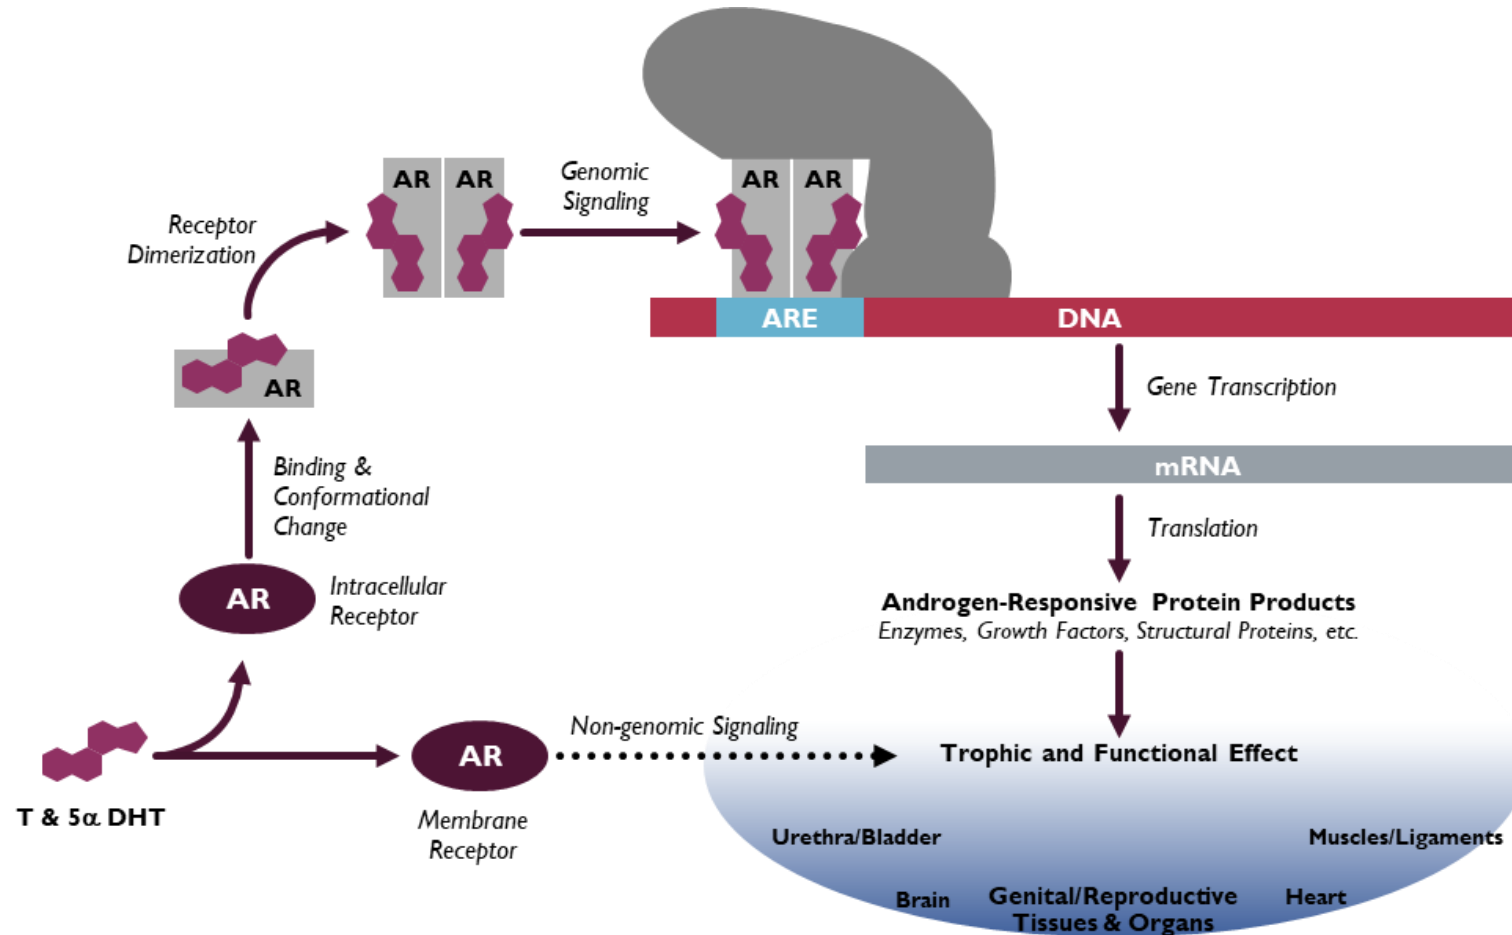 AR AR
Genomic
Signaling
AR AR
Receptor
Dimerization
ARE
DNA
AR
Gene Transcription
Binding &
Conformational
Change
mRNA
Translation
AR
Intracellular
Receptor
Androgen-Responsive Protein Products
Enzymes, Growth Factors, Structural Proteins, etc.
Non-genomic Signaling
AR
Trophic and Functional Effect
T & 5α DHT
Membrane
Receptor
Urethra/Bladder
Muscles/Ligaments
Brain
Genital/Reproductive
Tissues & Organs
Heart